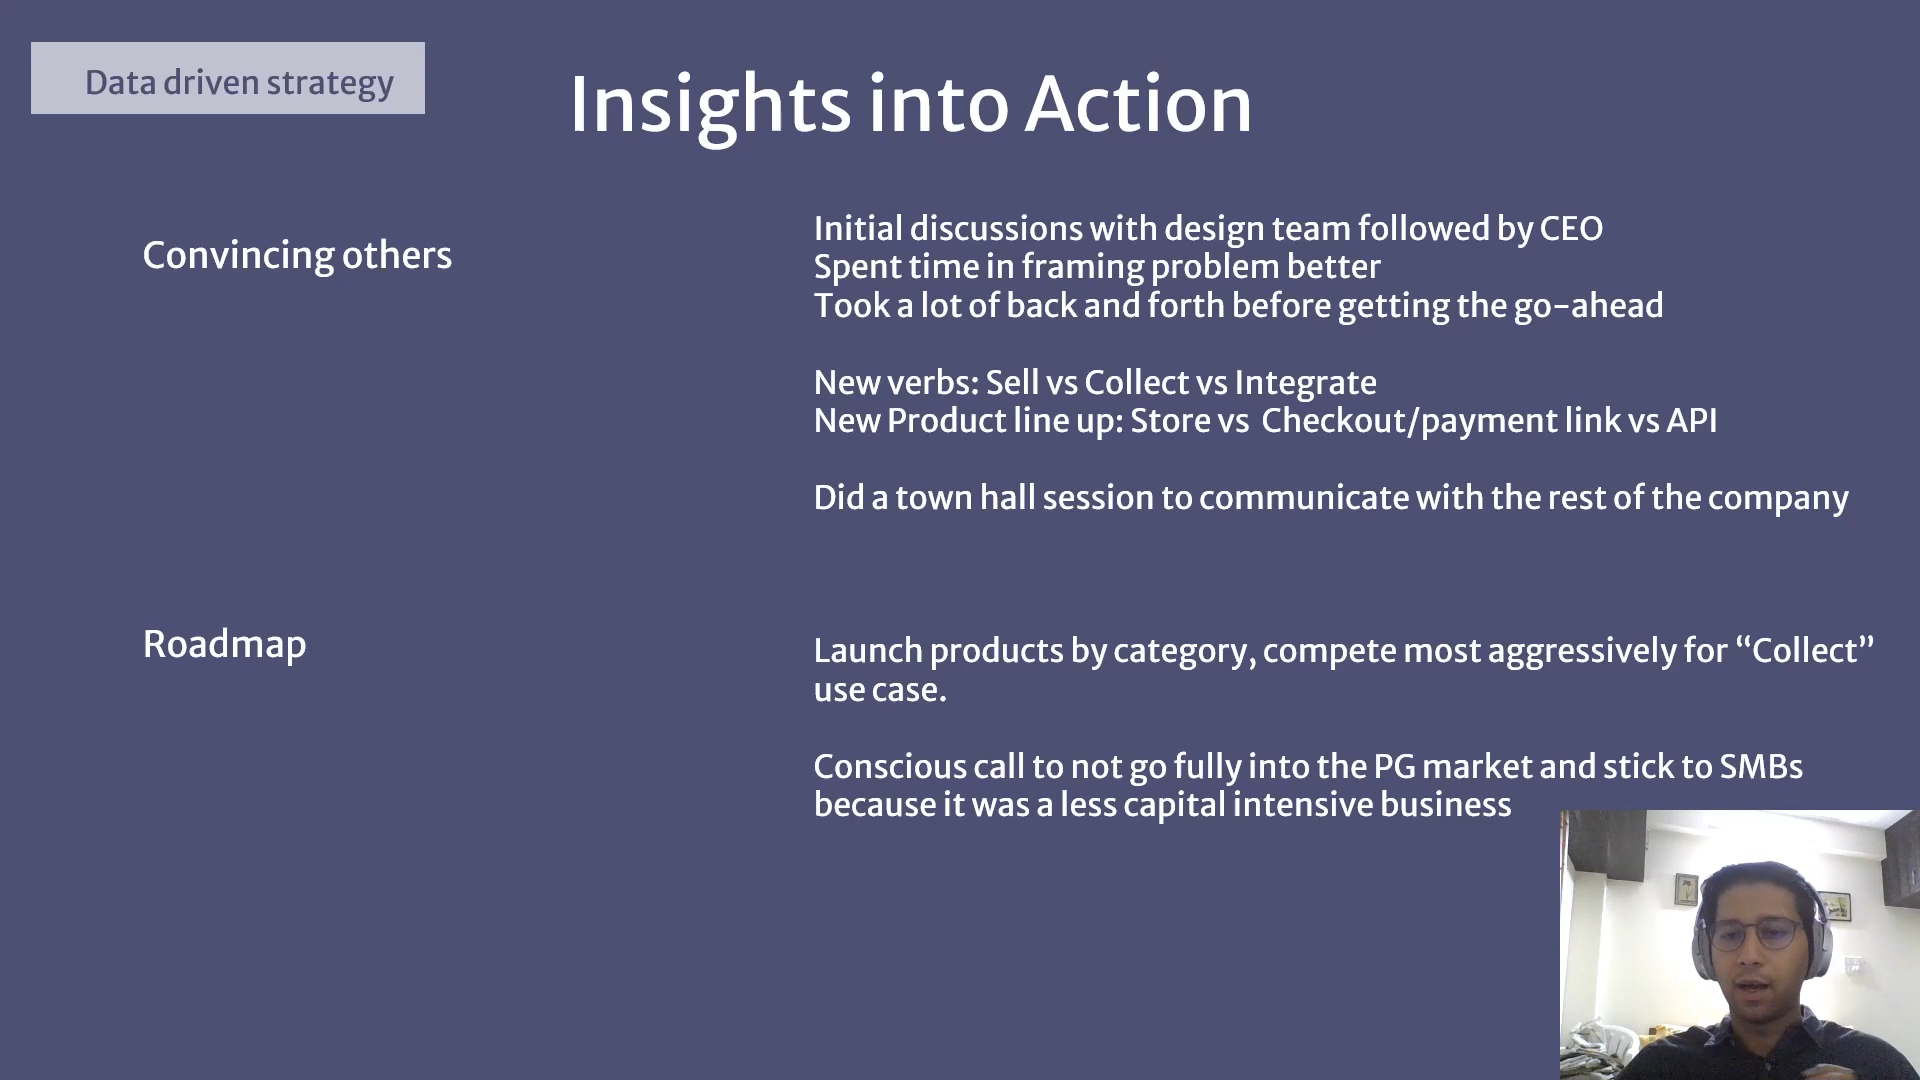 Data driven strategy
Insights into Action
Convincing others
Initial discussions with design team followed by CEO
Spent time in framing problem better
Took a lot of back and forth before getting the go-ahead
New verbs: Sell vs Collect vs Integrate
New Product line up: Store vs Checkout/payment link vs API
Did a town hall session to communicate with the rest of the company
Roadmap
Launch products by category, compete most aggressively for “Collect”
use case.
Conscious call to not go fully into the PG market and stick to SMBs
because it was a less capital intensive business